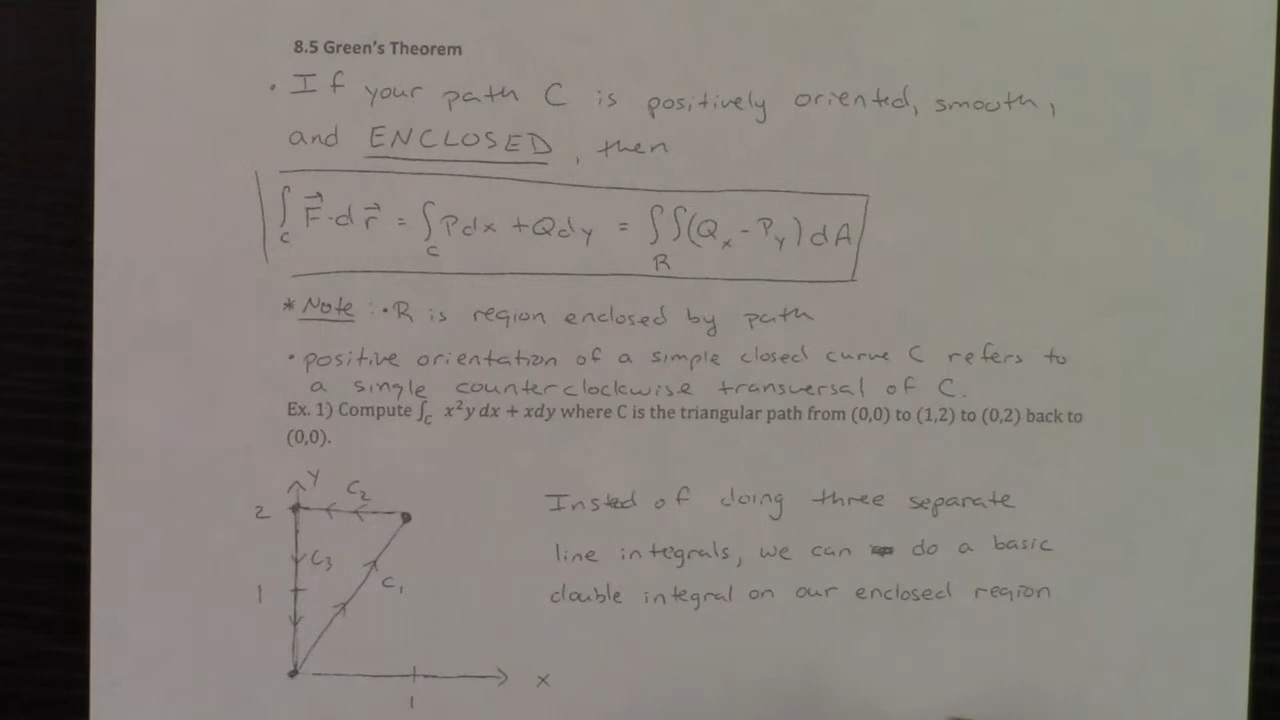 8.5 Green's Theorem
• If your path C is positively oriented, smooth,
and ENCLOSED, then
∫_C F⃗·dr⃗ = ∫_C Pdx + Qdy = ∬_R (Q_x - P_y) dA
* Note: • R is region enclosed by path
• positive orientation of a simple closed curve C refers to
a single counterclockwise transversal of C.
Ex. 1) Compute ∫_C x²y dx + xdy where C is the triangular path from (0,0) to (1,2) to (0,2) back to
(0,0).
y
C₂
2
C₃
1
C₁
x
1
Insted of doing three separate
line integrals, we can do a basic
double integral on our enclosed region